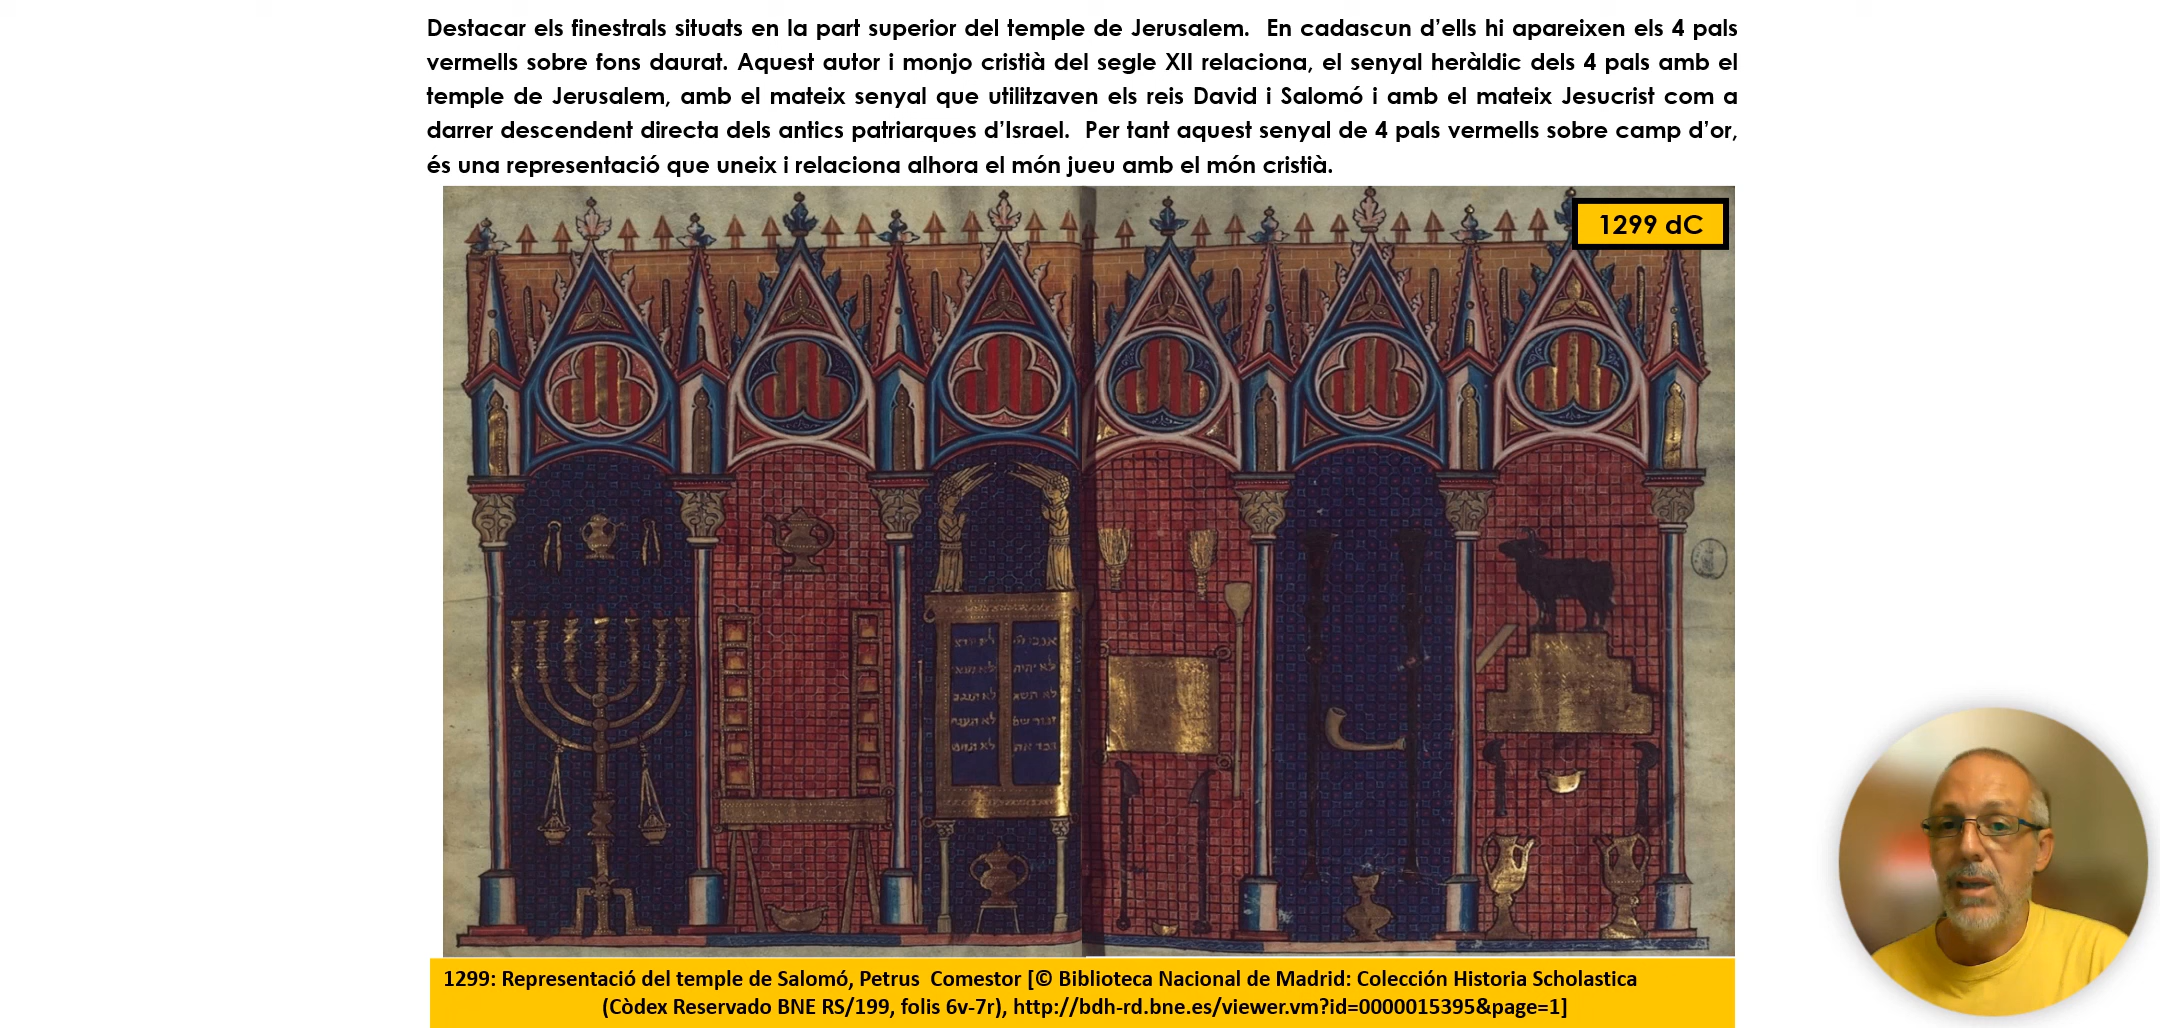 Destacar els finestrals situats en la part superior del temple de Jerusalem. En cadascun d’ells hi apareixen els 4 pals
vermells sobre fons daurat. Aquest autor i monjo cristià del segle XII relaciona, el senyal heràldic dels 4 pals amb el
temple de Jerusalem, amb el mateix senyal que utilitzaven els reis David i Salomó i amb el mateix Jesucrist com a
darrer descendent directa dels antics patriarques d’Israel. Per tant aquest senyal de 4 pals vermells sobre camp d’or,
és una representació que uneix i relaciona alhora el món jueu amb el món cristià.
1299 dC
1299: Representació del temple de Salomó, Petrus Comestor [© Biblioteca Nacional de Madrid: Colección Historia Scholastica
(Còdex Reservado BNE RS/199, folis 6v-7r), http://bdh-rd.bne.es/viewer.vm?id=0000015395&page=1]